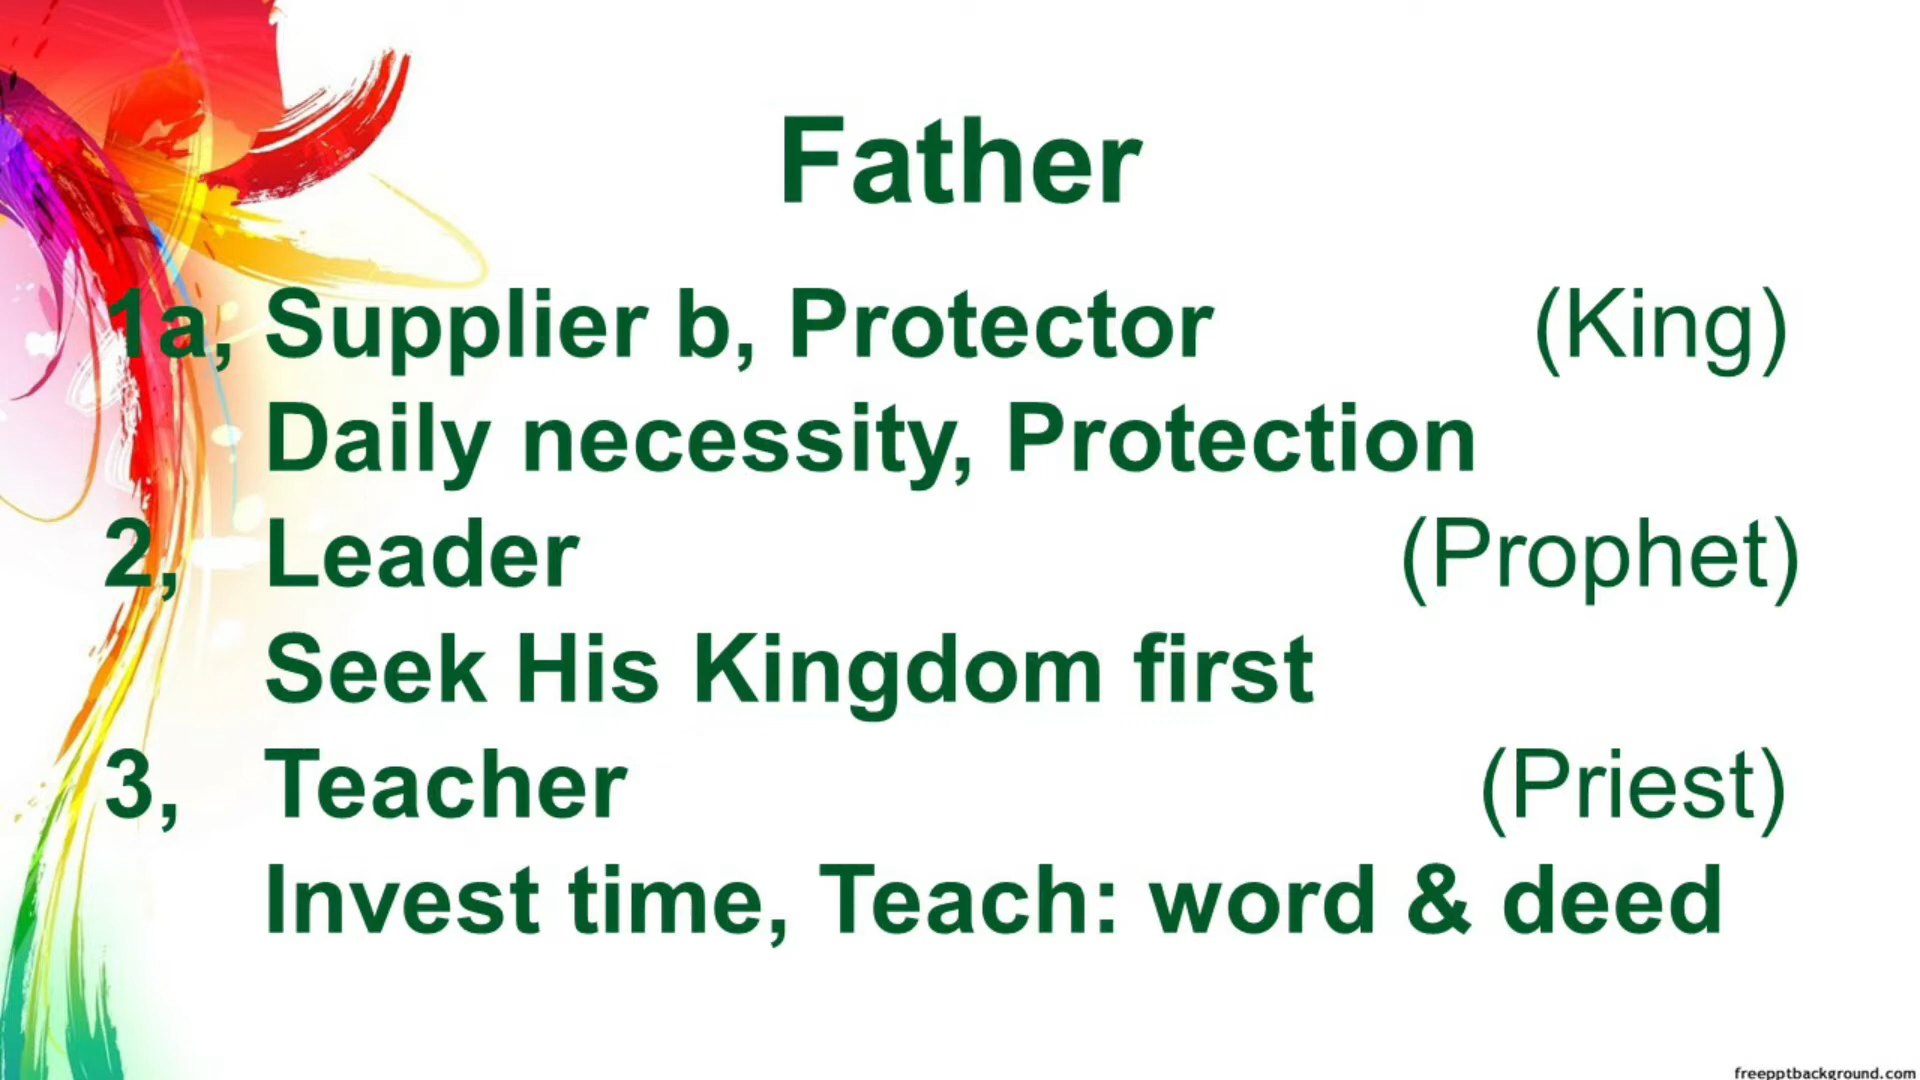 Father
1a, Supplier b, Protector (King)
Daily necessity, Protection
2, Leader (Prophet)
Seek His Kingdom first
3, Teacher (Priest)
Invest time, Teach: word & deed
freepptbackground.com